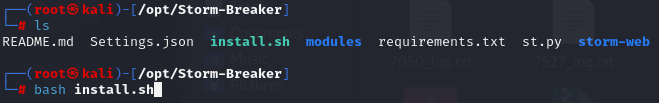 ┌──(root㉿kali)-[/opt/Storm-Breaker]
└─# ls
README.md Settings.json install.sh modules requirements.txt st.py storm-web
┌──(root㉿kali)-[/opt/Storm-Breaker]
└─# bash install.sh